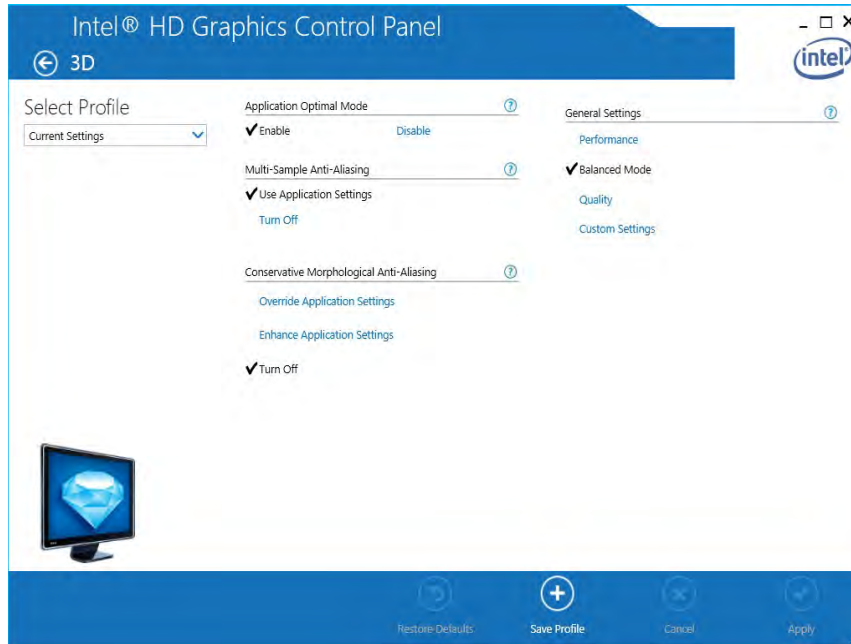 Intel® HD Graphics Control Panel
3D
intel
Select Profile
Current Settings
Application Optimal Mode
?
✔Enable
Disable
Multi-Sample Anti-Aliasing
?
✔Use Application Settings
Turn Off
Conservative Morphological Anti-Aliasing
?
Override Application Settings
Enhance Application Settings
✔Turn Off
General Settings
?
Performance
✔Balanced Mode
Quality
Custom Settings
Restore Defaults
Save Profile
Cancel
Apply